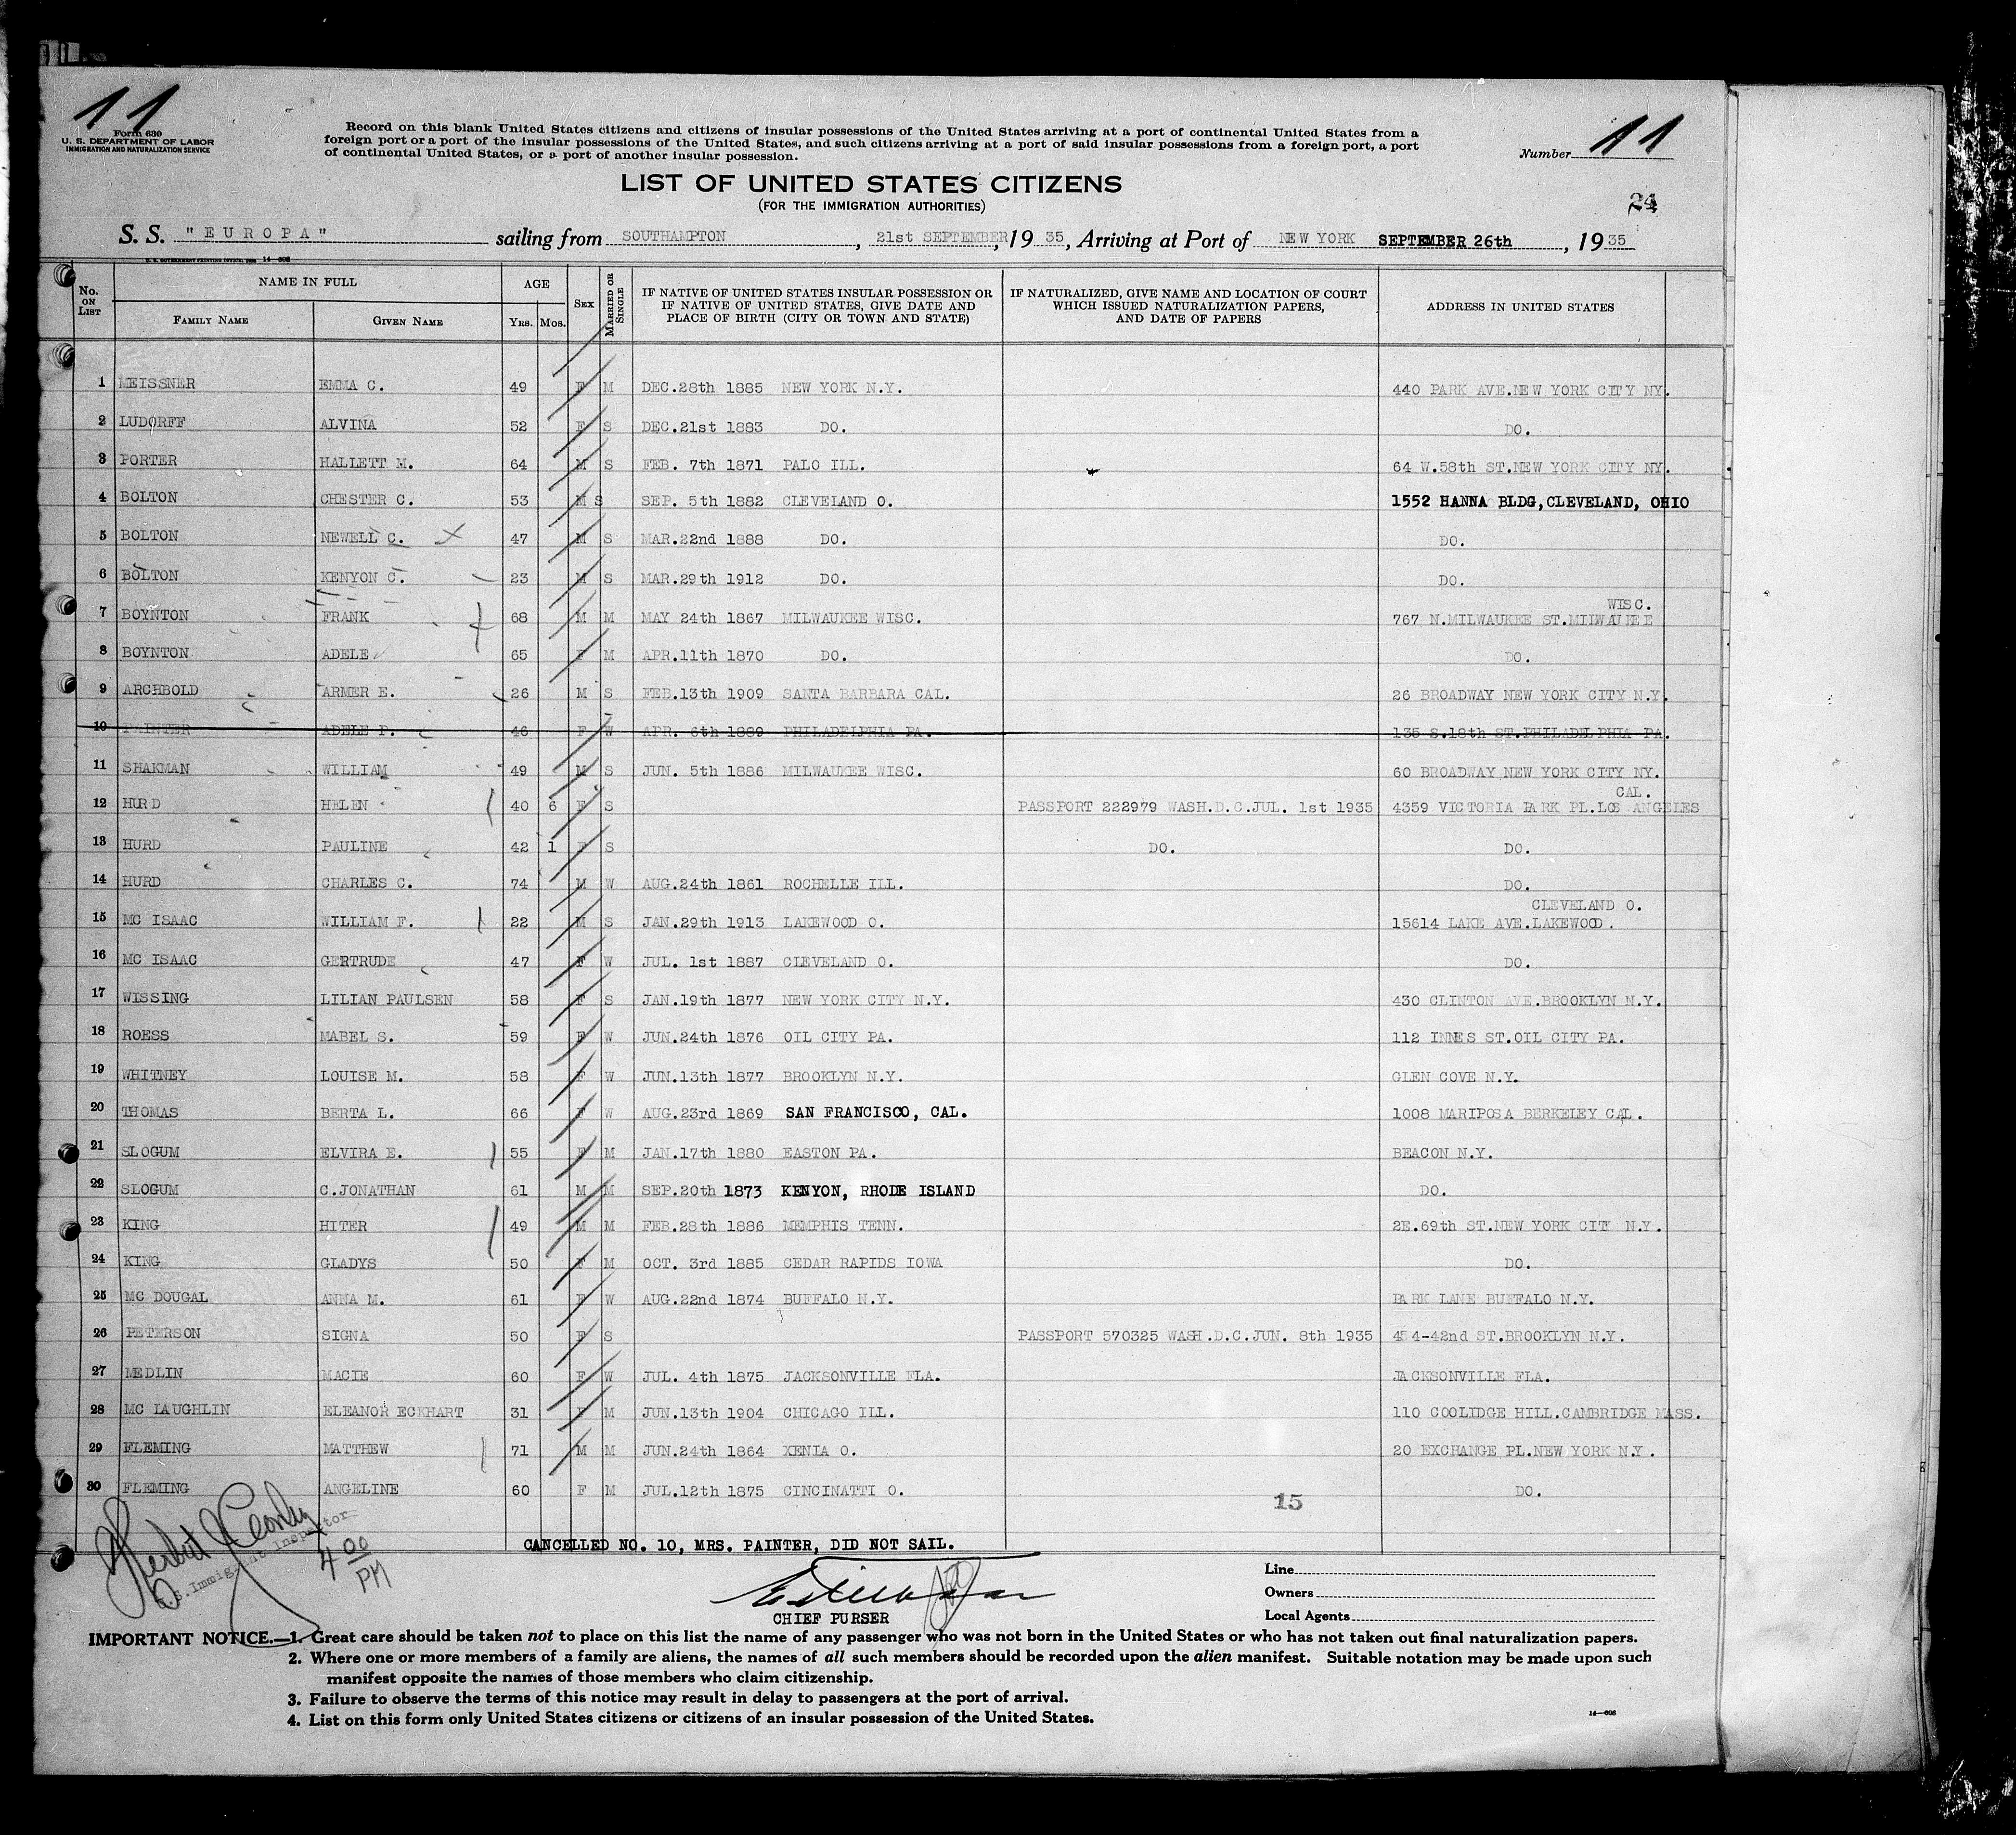 11
Form 630
U. S. DEPARTMENT OF LABOR
IMMIGRATION AND NATURALIZATION SERVICE
Record on this blank United States citizens and citizens of insular possessions of the United States arriving at a port of continental United States from a
foreign port or a port of the insular possessions of the United States, and such citizens arriving at a port of said insular possessions from a foreign port, a port
of continental United States, or a port of another insular possession.
Number 11
LIST OF UNITED STATES CITIZENS
(FOR THE IMMIGRATION AUTHORITIES)
24
S. S. "EUROPA" sailing from SOUTHAMPTON, 21st SEPTEMBER, 1935, Arriving at Port of NEW YORK SEPTEMBER 26th, 1935
U. S. GOVERNMENT PRINTING OFFICE 14—608
No. ON LIST NAME IN FULL AGE SEX MARRIED OR SINGLE IF NATIVE OF UNITED STATES INSULAR POSSESSION OR IF NATIVE OF UNITED STATES, GIVE DATE AND PLACE OF BIRTH (CITY OR TOWN AND STATE) IF NATURALIZED, GIVE NAME AND LOCATION OF COURT WHICH ISSUED NATURALIZATION PAPERS, AND DATE OF PAPERS ADDRESS IN UNITED STATES
FAMILY NAME GIVEN NAME YRS. MOS.
1 MEISSNER EMMA C. 49 F M DEC.28th 1885 NEW YORK N.Y. 440 PARK AVE.NEW YORK CITY NY.
2 LUDORFF ALVINA 52 F S DEC.21st 1883 DO. DO.
3 PORTER HALLETT M. 64 M S FEB. 7th 1871 PALO ILL. 64 W.58th ST.NEW YORK CITY NY.
4 BOLTON CHESTER C. 53 M S SEP. 5th 1882 CLEVELAND O. 1552 HANNA BLDG,CLEVELAND, OHIO
5 BOLTON NEWELL C. 47 M S MAR.22nd 1888 DO. DO.
6 BOLTON KENYON C. 23 M S MAR.29th 1912 DO. DO.
7 BOYNTON FRANK 68 M M MAY 24th 1867 MILWAUKEE WISC. 767 N.MILWAUKEE ST.MILWAUKEE WISC.
8 BOYNTON ADELE 65 F M APR.11th 1870 DO. DO.
9 ARCHBOLD ARMER E. 26 M S FEB.13th 1909 SANTA BARBARA CAL. 26 BROADWAY NEW YORK CITY N.Y.
10 PAINTER ADELE P. 46 F W APR. 6th 1889 PHILADELPHIA PA. 135 S.18th ST.PHILADELPHIA PA.
11 SHAKMAN WILLIAM 49 M S JUN. 5th 1886 MILWAUKEE WISC. 60 BROADWAY NEW YORK CITY NY.
12 HURD HELEN 40 6 F S PASSPORT 222979 WASH.D.C.JUL. 1st 1935 4359 VICTORIA PARK PL.LOS ANGELES CAL.
13 HURD PAULINE 42 1 F S DO. DO.
14 HURD CHARLES C. 74 M W AUG.24th 1861 ROCHELLE ILL. DO.
15 MC ISAAC WILLIAM F. 22 M S JAN.29th 1913 LAKEWOOD O. 15614 LAKE AVE.LAKEWOOD. CLEVELAND O.
16 MC ISAAC GERTRUDE 47 F W JUL. 1st 1887 CLEVELAND O. DO.
17 WISSING LILIAN PAULSEN 58 F S JAN.19th 1877 NEW YORK CITY N.Y. 430 CLINTON AVE.BROOKLYN N.Y.
18 ROESS MABEL S. 59 F W JUN.24th 1876 OIL CITY PA. 112 INNES ST.OIL CITY PA.
19 WHITNEY LOUISE M. 58 F W JUN.13th 1877 BROOKLYN N.Y. GLEN COVE N.Y.
20 THOMAS BERTA L. 66 F W AUG.23rd 1869 SAN FRANCISCO, CAL. 1008 MARIPOSA BERKELEY CAL.
21 SLOGUM ELVIRA E. 55 F M JAN.17th 1880 EASTON PA. BEACON N.Y.
22 SLOGUM C.JONATHAN 61 M M SEP.20th 1873 KENYON, RHODE ISLAND DO.
23 KING HITER 49 M M FEB.28th 1886 MEMPHIS TENN. 2E.69th ST.NEW YORK CITY N.Y.
24 KING GLADYS 50 F M OCT. 3rd 1885 CEDAR RAPIDS IOWA DO.
25 MC DOUGAL ANNA M. 61 F W AUG.22nd 1874 BUFFALO N.Y. PARK LANE BUFFALO N.Y.
26 PETERSON SIGNA 50 F S PASSPORT 570325 WASH.D.C.JUN. 8th 1935 454-42nd ST.BROOKLYN N.Y.
27 MEDLIN MACIE 60 F W JUL. 4th 1875 JACKSONVILLE FLA. JACKSONVILLE FLA.
28 MC LAUGHLIN ELEANOR ECKHART 31 F M JUN.13th 1904 CHICAGO ILL. 110 COOLIDGE HILL.CAMBRIDGE MASS.
29 FLEMING MATTHEW 71 M M JUN.24th 1864 XENIA O. 20 EXCHANGE PL.NEW YORK N.Y.
30 FLEMING ANGELINE 60 F M JUL.12th 1875 CINCINATTI O. DO.
15
CANCELLED NO. 10, MRS. PAINTER, DID NOT SAIL.
U.S. Immigrant Inspector
4 00 PM
CHIEF PURSER
Line
Owners
Local Agents
IMPORTANT NOTICE.—1. Great care should be taken not to place on this list the name of any passenger who was not born in the United States or who has not taken out final naturalization papers.
2. Where one or more members of a family are aliens, the names of all such members should be recorded upon the alien manifest. Suitable notation may be made upon such
manifest opposite the names of those members who claim citizenship.
3. Failure to observe the terms of this notice may result in delay to passengers at the port of arrival.
4. List on this form only United States citizens or citizens of an insular possession of the United States.
14—608